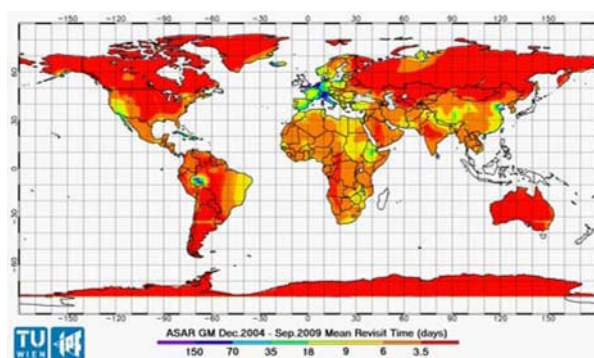 −150 −120 −90 −60 −30 0 30 60 90 120 150
60
30
0
−30
−60
−150 −120 −90 −60 −30 0 30 60 90 120 150
TU
WIEN
ipf
ASAR GM Dec.2004 - Sep.2009 Mean Revisit Time (days)
150 70 35 18 9 6 3.5